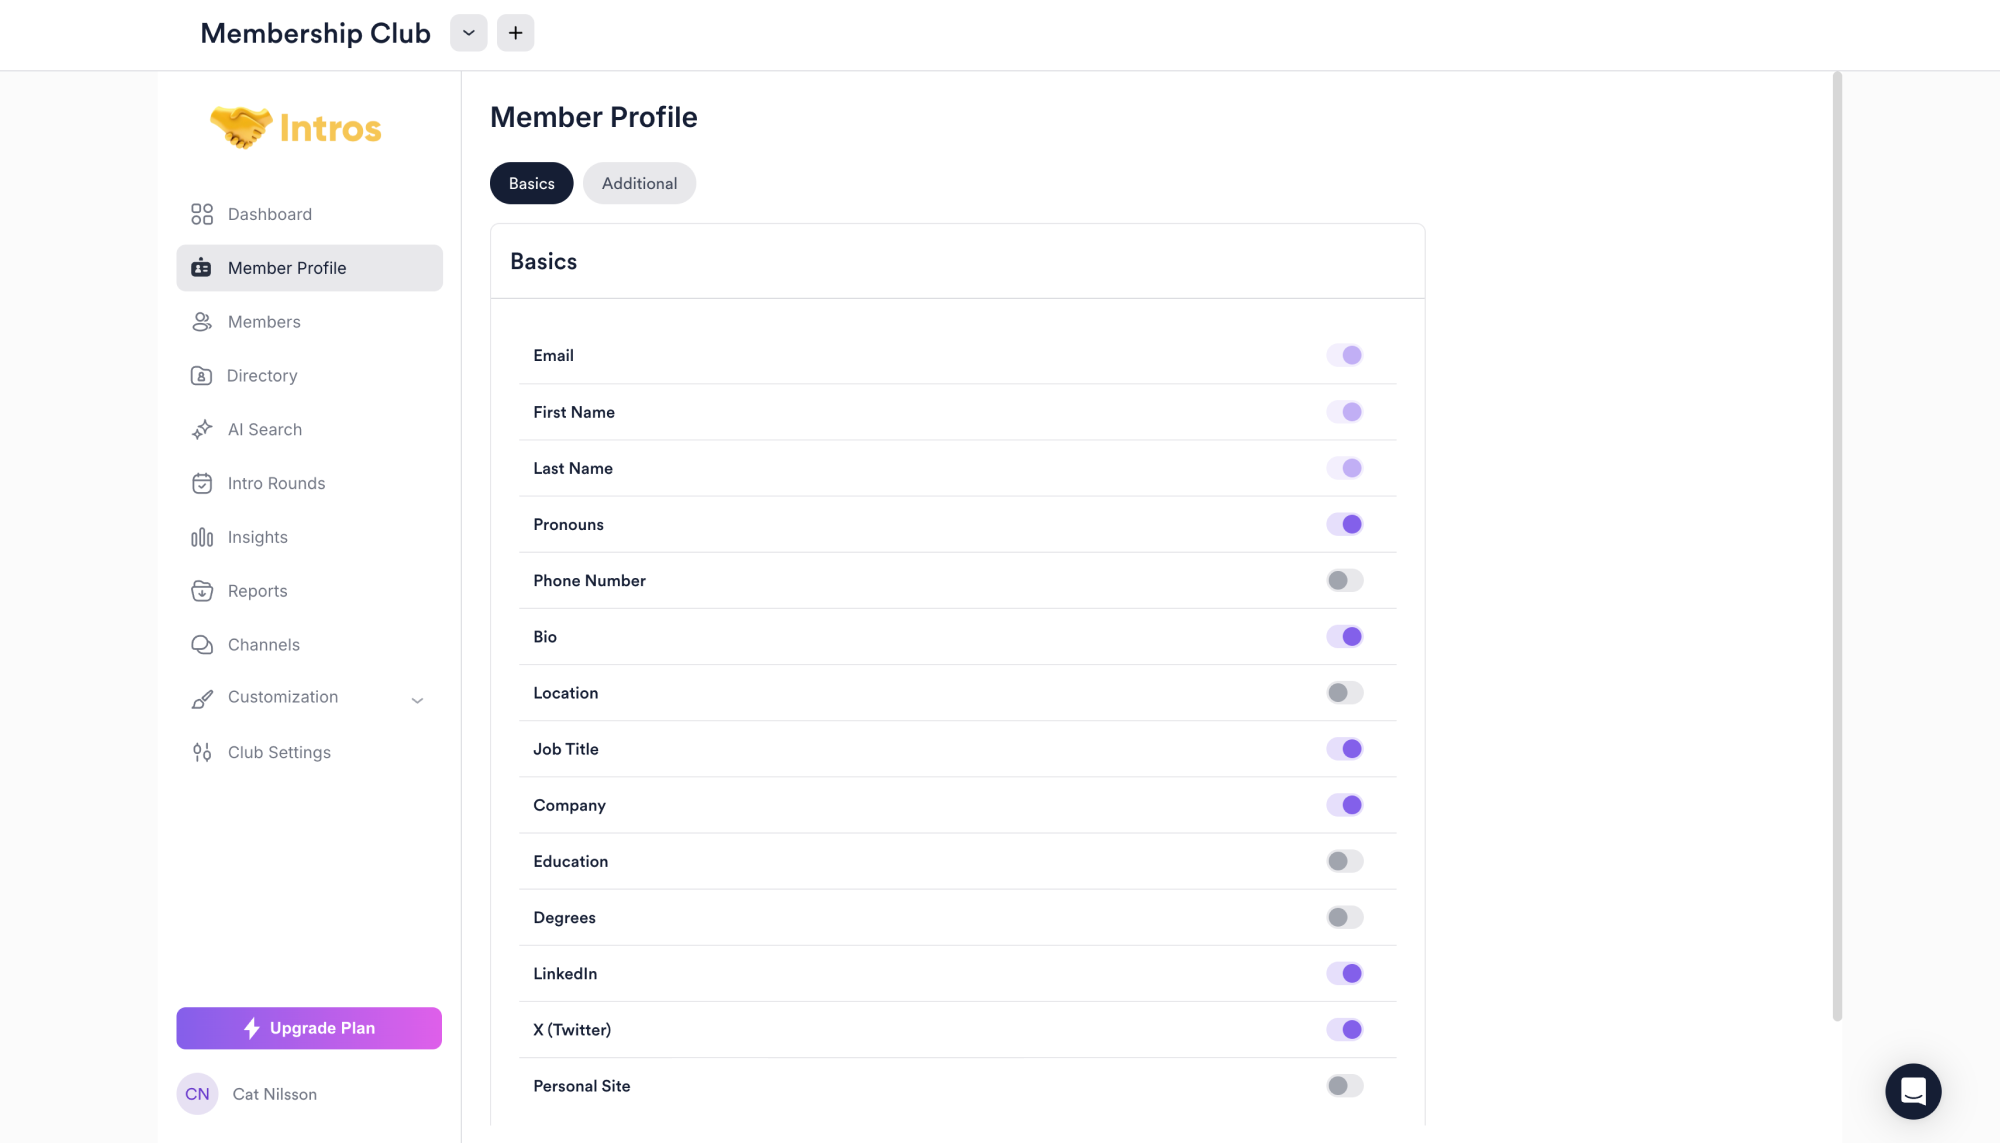 Membership Club
Intros
Dashboard
Member Profile
Members
Directory
AI Search
Intro Rounds
Insights
Reports
Channels
Customization
Club Settings
Upgrade Plan
CN
Cat Nilsson
Member Profile
Basics
Additional
Basics
Email
First Name
Last Name
Pronouns
Phone Number
Bio
Location
Job Title
Company
Education
Degrees
LinkedIn
X (Twitter)
Personal Site